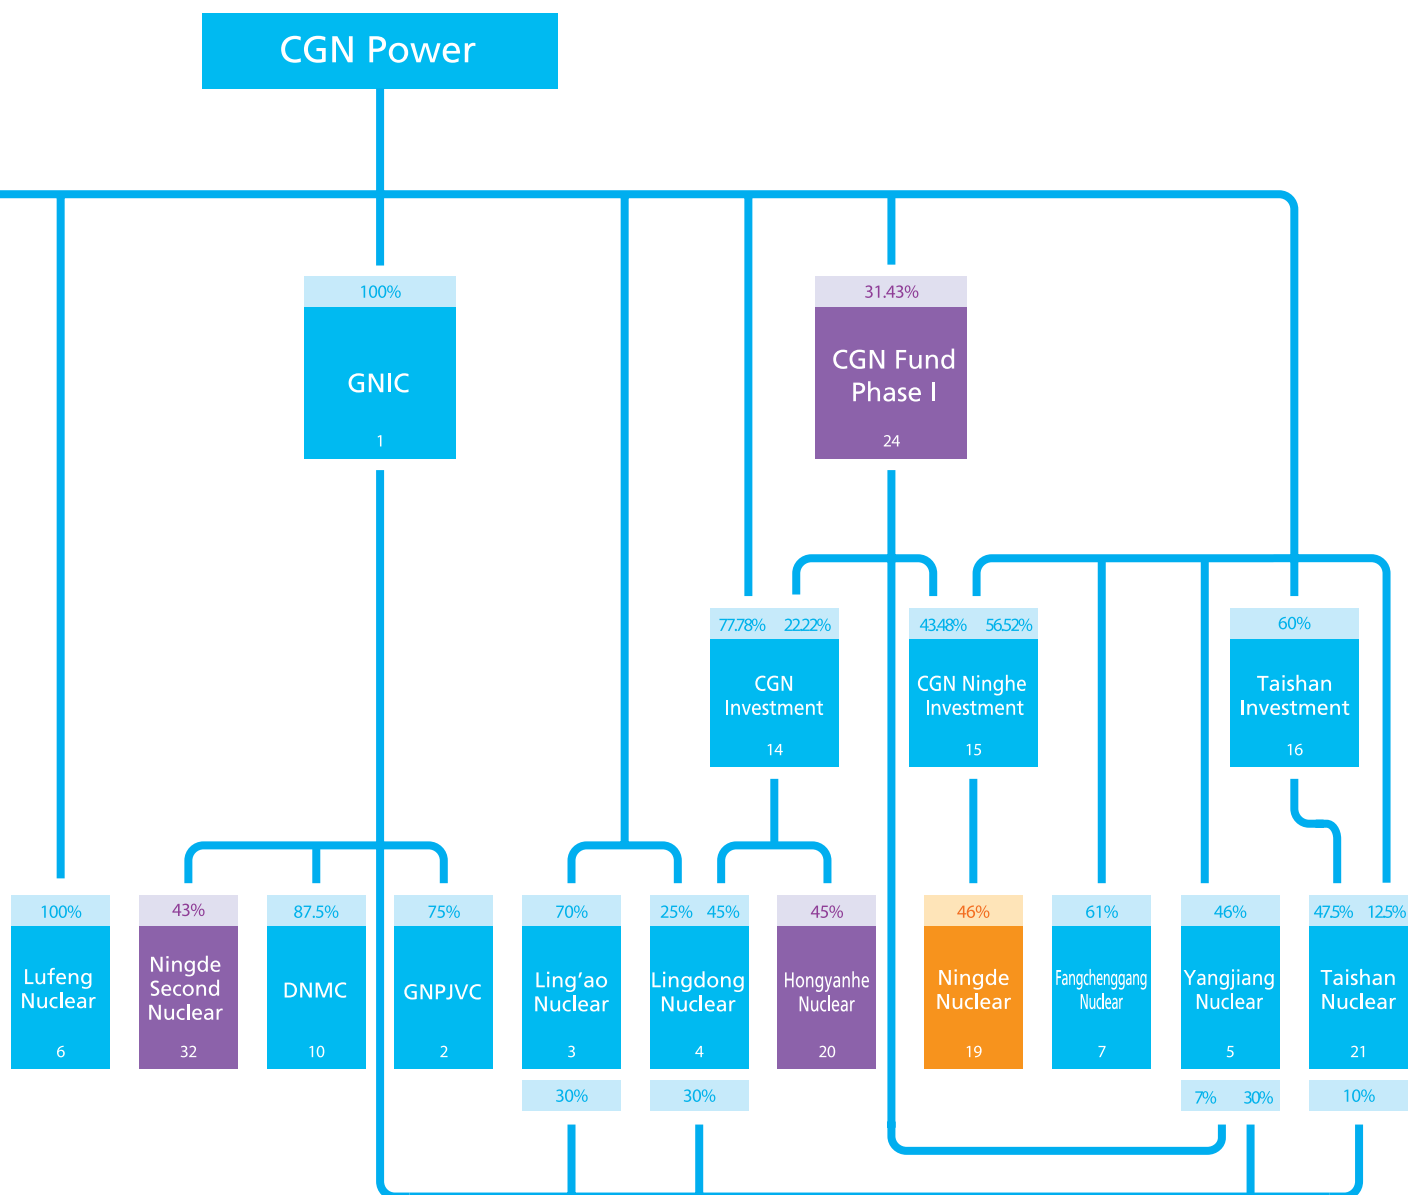 CGN Power
100%
GNIC
1
31.43%
CGN Fund
Phase I
24
77.78% 22.22%
CGN
Investment
14
43.48% 56.52%
CGN Ninghe
Investment
15
60%
Taishan
Investment
16
100%
Lufeng
Nuclear
6
43%
Ningde
Second
Nuclear
32
87.5%
DNMC
10
75%
GNPJVC
2
70%
Ling'ao
Nuclear
3
30%
25% 45%
Lingdong
Nuclear
4
30%
45%
Hongyanhe
Nuclear
20
46%
Ningde
Nuclear
19
61%
Fangchenggang
Nuclear
7
46%
Yangjiang
Nuclear
5
7% 30%
47.5% 12.5%
Taishan
Nuclear
21
10%